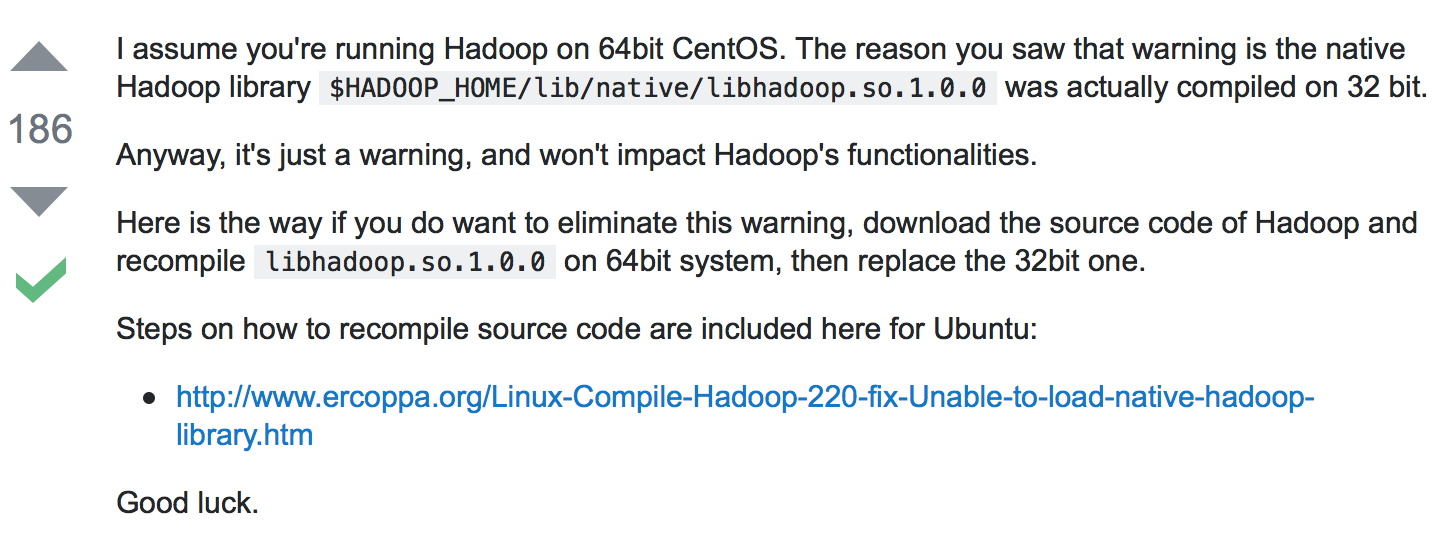 I assume you're running Hadoop on 64bit CentOS. The reason you saw that warning is the native
Hadoop library $HADOOP_HOME/lib/native/libhadoop.so.1.0.0 was actually compiled on 32 bit.
186
Anyway, it's just a warning, and won't impact Hadoop's functionalities.
Here is the way if you do want to eliminate this warning, download the source code of Hadoop and
recompile libhadoop.so.1.0.0 on 64bit system, then replace the 32bit one.
Steps on how to recompile source code are included here for Ubuntu:
• http://www.ercoppa.org/Linux-Compile-Hadoop-220-fix-Unable-to-load-native-hadoop-
library.htm
Good luck.